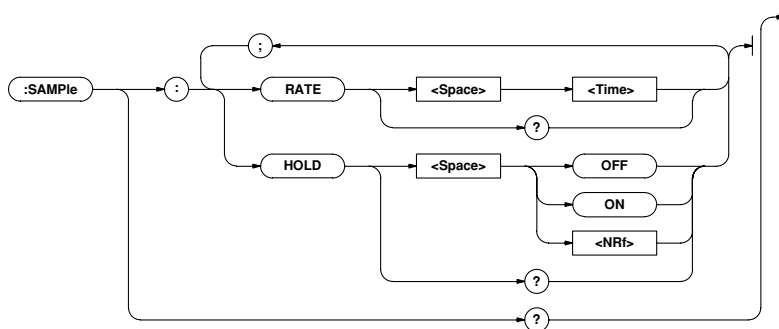 ;
:SAMPle : RATE <Space> <Time>
?
HOLD <Space> OFF
ON
<NRf>
?
?